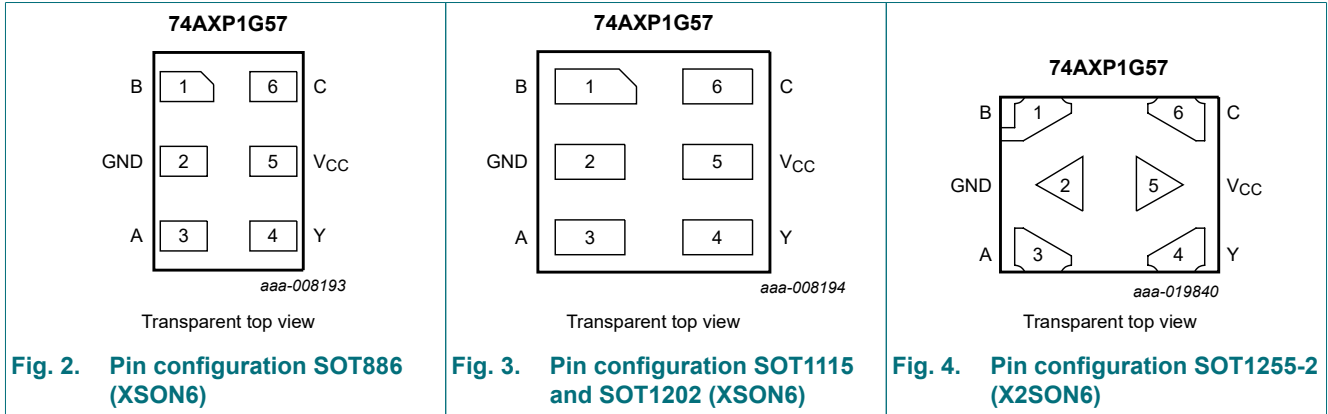 74AXP1G57
B 1 6 C
GND 2 5 VCC
A 3 4 Y
aaa-008193
Transparent top view
Fig. 2. Pin configuration SOT886
(XSON6)
74AXP1G57
B 1 6 C
GND 2 5 VCC
A 3 4 Y
aaa-008194
Transparent top view
Fig. 3. Pin configuration SOT1115
and SOT1202 (XSON6)
74AXP1G57
B 1 6 C
GND 2 5 VCC
A 3 4 Y
aaa-019840
Transparent top view
Fig. 4. Pin configuration SOT1255-2
(X2SON6)